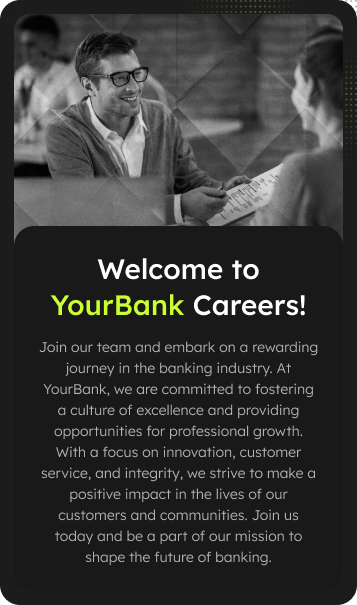 Welcome to
YourBank Careers!
Join our team and embark on a rewarding
journey in the banking industry. At
YourBank, we are committed to fostering
a culture of excellence and providing
opportunities for professional growth.
With a focus on innovation, customer
service, and integrity, we strive to make a
positive impact in the lives of our
customers and communities. Join us
today and be a part of our mission to
shape the future of banking.